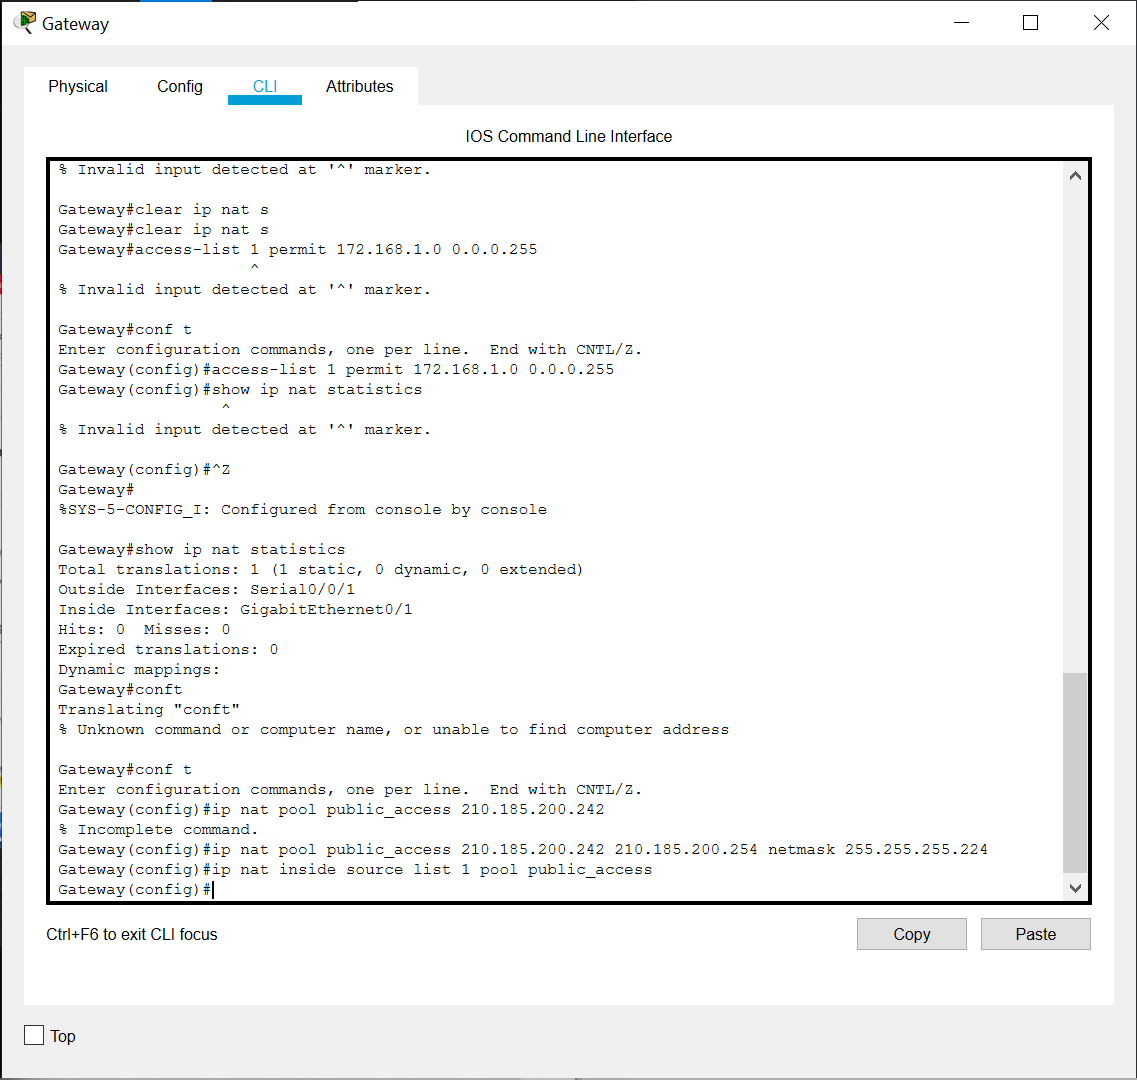 Gateway
Physical Config CLI Attributes
IOS Command Line Interface
% Invalid input detected at '^' marker.
Gateway#clear ip nat s
Gateway#clear ip nat s
Gateway#access-list 1 permit 172.168.1.0 0.0.0.255
^
% Invalid input detected at '^' marker.
Gateway#conf t
Enter configuration commands, one per line.  End with CNTL/Z.
Gateway(config)#access-list 1 permit 172.168.1.0 0.0.0.255
Gateway(config)#show ip nat statistics
^
% Invalid input detected at '^' marker.
Gateway(config)#^Z
Gateway#
%SYS-5-CONFIG_I: Configured from console by console
Gateway#show ip nat statistics
Total translations: 1 (1 static, 0 dynamic, 0 extended)
Outside Interfaces: Serial0/0/1
Inside Interfaces: GigabitEthernet0/1
Hits: 0  Misses: 0
Expired translations: 0
Dynamic mappings:
Gateway#conft
Translating "conft"
% Unknown command or computer name, or unable to find computer address
Gateway#conf t
Enter configuration commands, one per line.  End with CNTL/Z.
Gateway(config)#ip nat pool public_access 210.185.200.242
% Incomplete command.
Gateway(config)#ip nat pool public_access 210.185.200.242 210.185.200.254 netmask 255.255.255.224
Gateway(config)#ip nat inside source list 1 pool public_access
Gateway(config)#
Ctrl+F6 to exit CLI focus
Copy Paste
Top